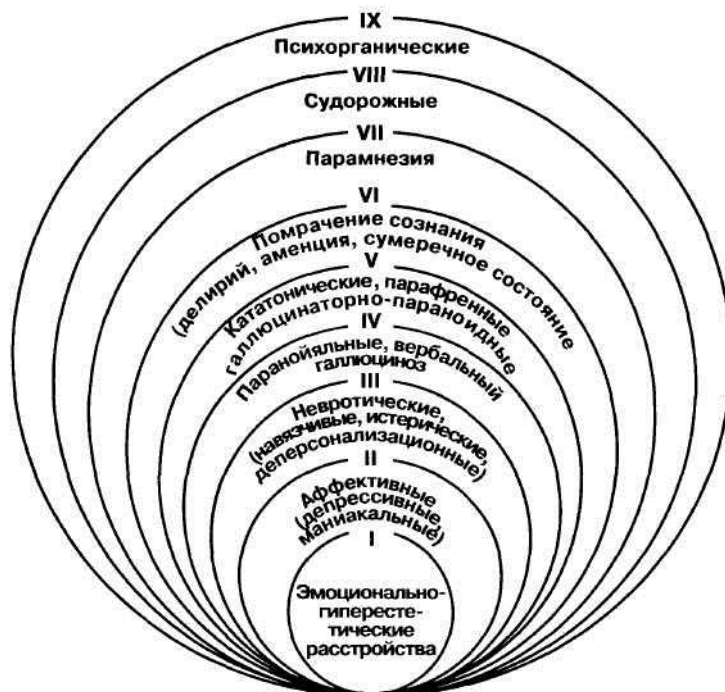 IX
Психорганические
VIII
Судорожные
VII
Парамнезия
VI
Помрачение сознания
(делирий, аменция, сумеречное состояние
V
Кататонические, парафренные
галлюцинаторно-параноидные
IV
Паранойяльные, вербальный
галлюциноз
III
Невротические,
(навязчивые, истерические,
деперсонализационные)
II
Аффективные
(депрессивные,
маниакальные)
I
Эмоционально-
гипересте-
тические
расстройства